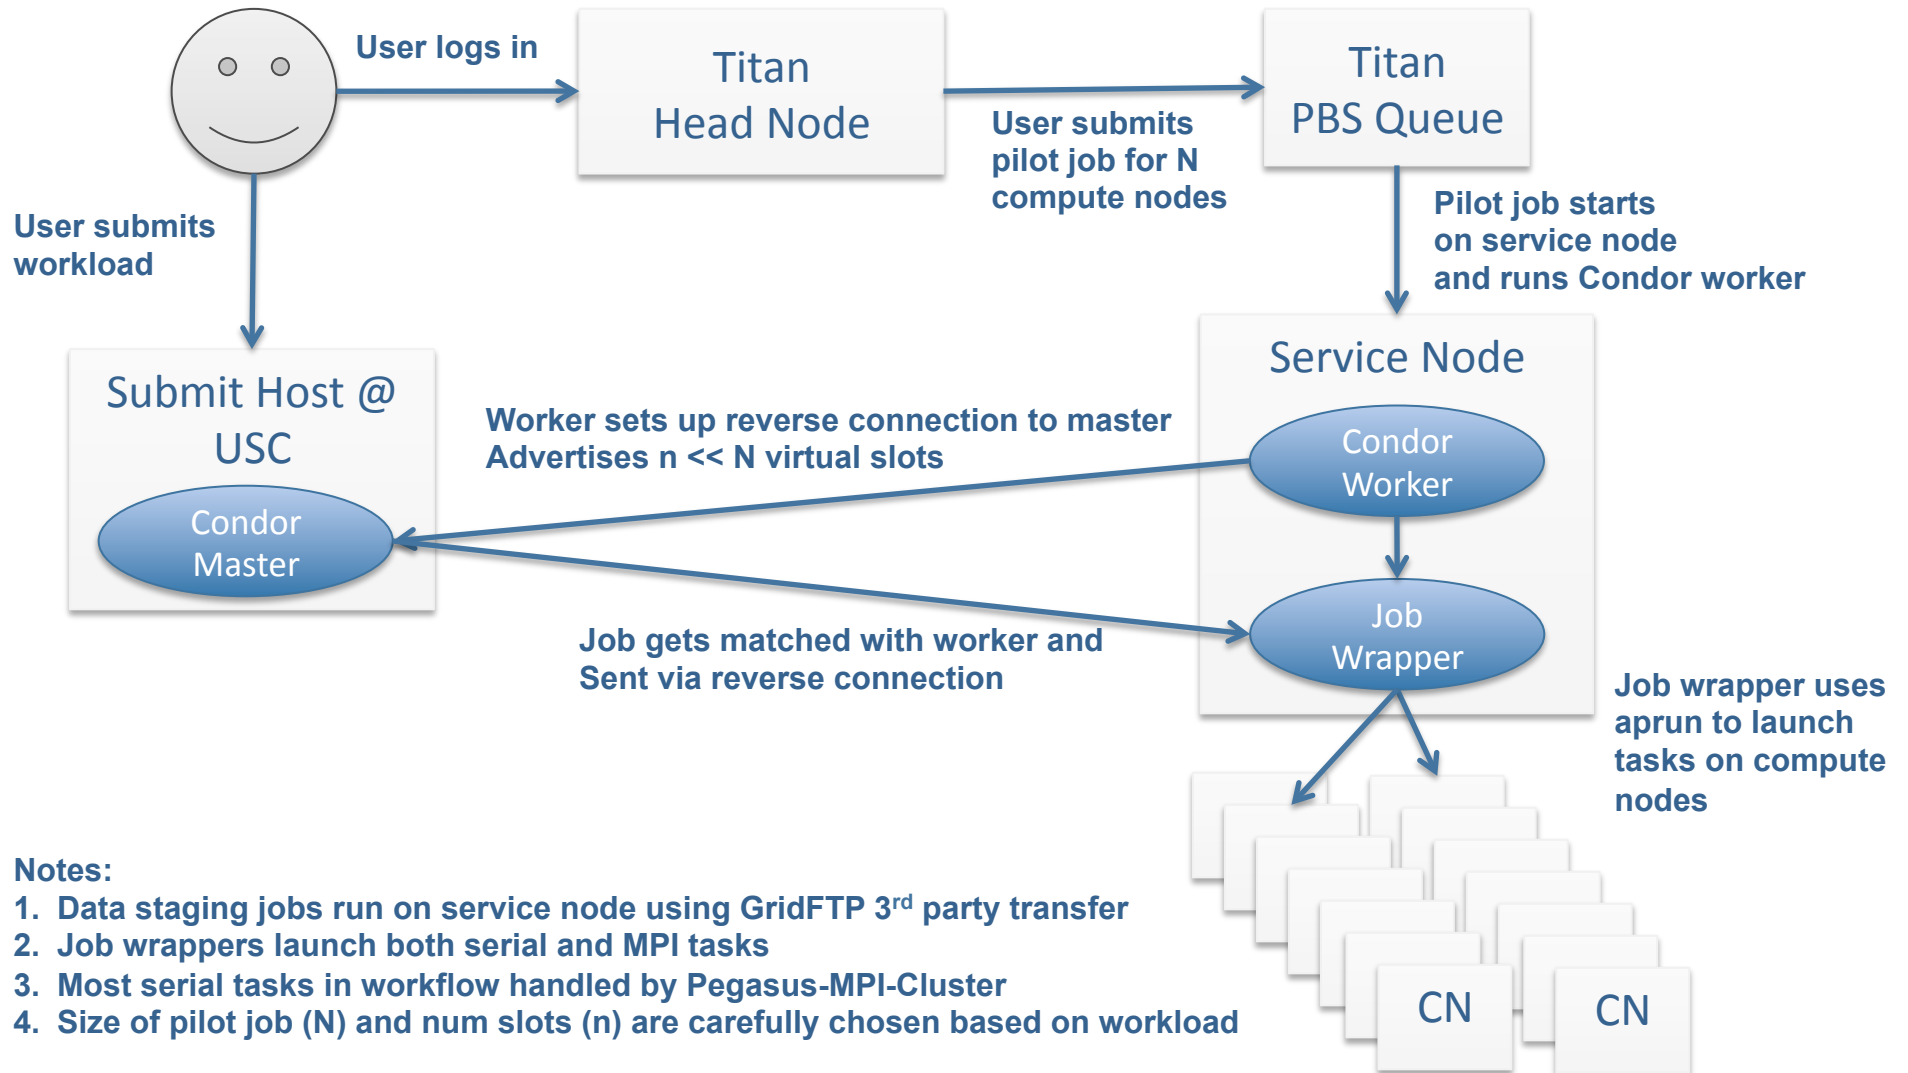 User logs in
Titan
Head Node
User submits
pilot job for N
compute nodes
Titan
PBS Queue
User submits
workload
Pilot job starts
on service node
and runs Condor worker
Submit Host @
USC
Condor
Master
Worker sets up reverse connection to master
Advertises n << N virtual slots
Service Node
Condor
Worker
Job
Wrapper
Job gets matched with worker and
Sent via reverse connection
Job wrapper uses
aprun to launch
tasks on compute
nodes
CN
CN
Notes:
1. Data staging jobs run on service node using GridFTP 3rd party transfer
2. Job wrappers launch both serial and MPI tasks
3. Most serial tasks in workflow handled by Pegasus-MPI-Cluster
4. Size of pilot job (N) and num slots (n) are carefully chosen based on workload